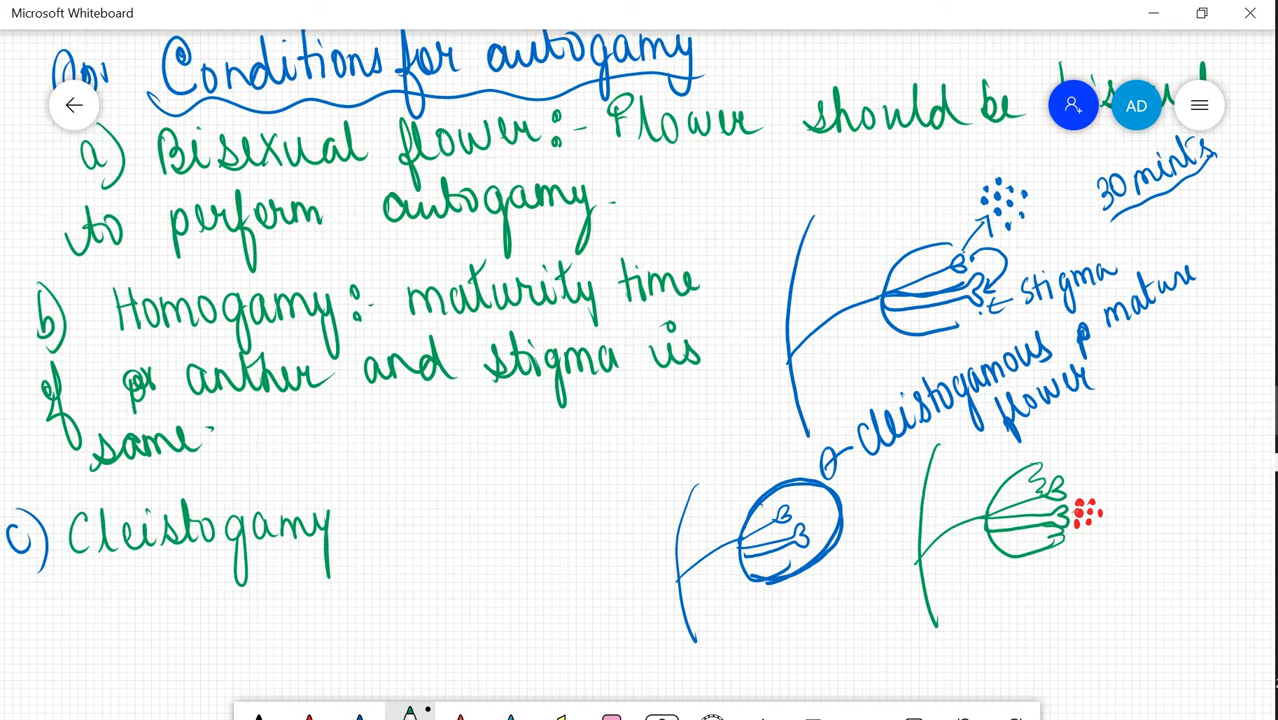 Microsoft Whiteboard
Conditions for autogamy
AD
a) Bisexual flower :- Flower should be
to perform autogamy.
30 mints
b) Homogamy : maturity time
of anther and stigma is
same
stigma
mature
cleistogamous
flower
c) Cleistogamy